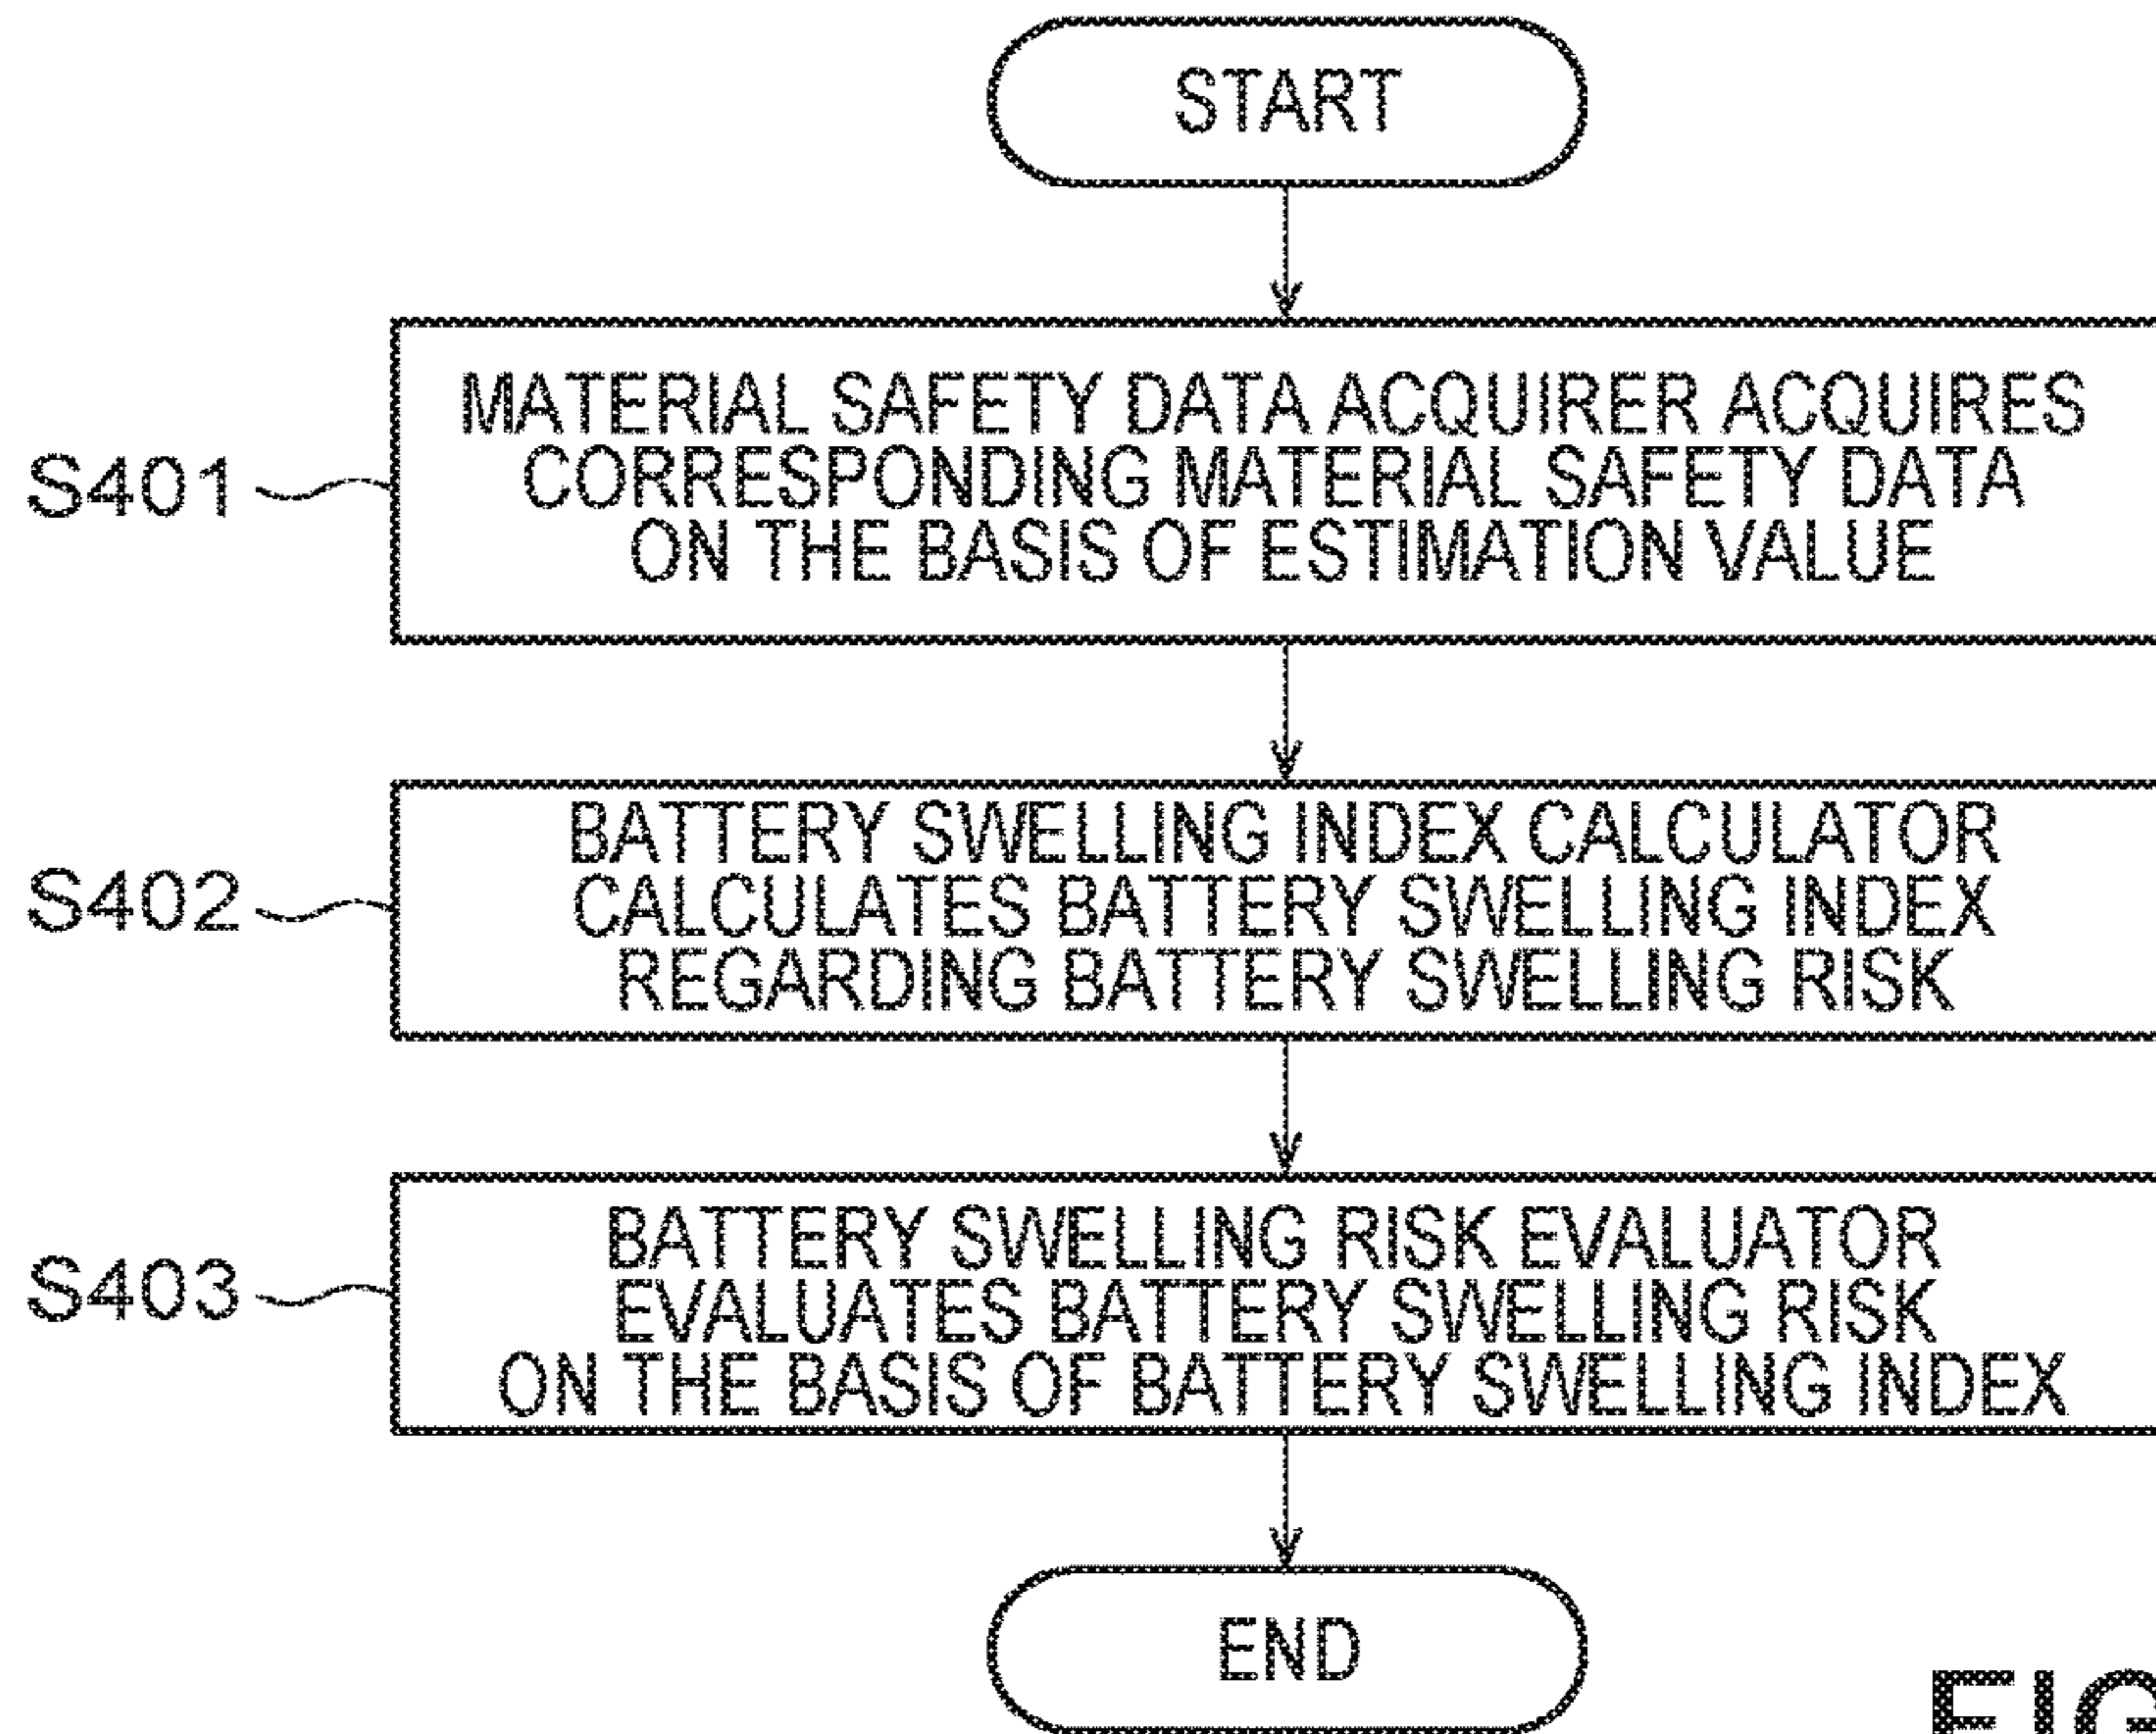 START
S401
MATERIAL SAFETY DATA ACQUIRER ACQUIRES
CORRESPONDING MATERIAL SAFETY DATA
ON THE BASIS OF ESTIMATION VALUE
S402
BATTERY SWELLING INDEX CALCULATOR
CALCULATES BATTERY SWELLING INDEX
REGARDING BATTERY SWELLING RISK
S403
BATTERY SWELLING RISK EVALUATOR
EVALUATES BATTERY SWELLING RISK
ON THE BASIS OF BATTERY SWELLING INDEX
END